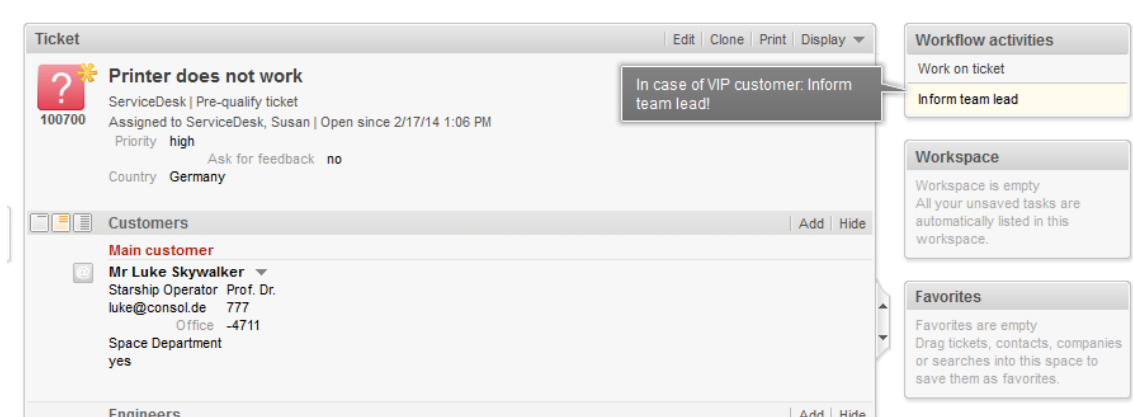 Ticket
Edit | Clone | Print | Display
Printer does not work
ServiceDesk | Pre-qualify ticket
100700
Assigned to ServiceDesk, Susan | Open since 2/17/14 1:06 PM
Priority high
Ask for feedback no
Country Germany
In case of VIP customer: Inform
team lead!
Customers
Add | Hide
Main customer
Mr Luke Skywalker
Starship Operator Prof. Dr.
luke@consol.de 777
Office -4711
Space Department
yes
Engineers
Add | Hide
Workflow activities
Work on ticket
Inform team lead
Workspace
Workspace is empty
All your unsaved tasks are
automatically listed in this
workspace.
Favorites
Favorites are empty
Drag tickets, contacts, companies
or searches into this space to
save them as favorites.